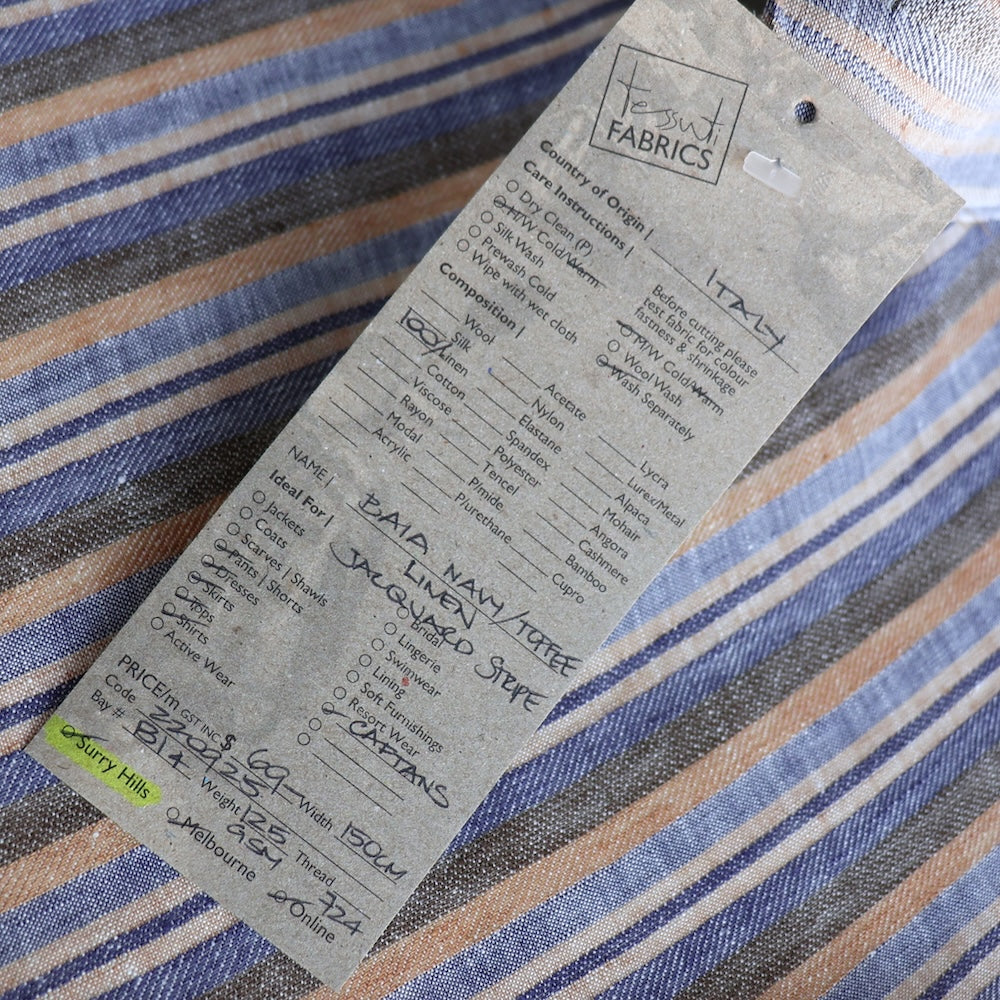 tessuti
FABRICS
Country of Origin | ITALY
Care Instructions |
Dry Clean (P)
H/W Cold/Warm
Silk Wash
Prewash Cold
Wipe with wet cloth
Before cutting please
test fabric for colour
fastness & shrinkage
M/W Cold/Warm
Wool Wash
Wash Separately
Composition |
Wool
Silk
100% Linen
Cotton
Viscose
Rayon
Modal
Acrylic
Acetate
Nylon
Elastane
Spandex
Polyester
Tencel
P/mide
P/urethane
Lycra
Lurex/Metal
Alpaca
Mohair
Angora
Cashmere
Bamboo
Cupro
NAME | BAIA NAVY/TOFFEE
LINEN
JACQUARD STRIPE
Ideal For |
Jackets
Coats
Scarves | Shawls
Pants | Shorts
Dresses
Skirts
Tops
Shirts
Active Wear
Bridal
Lingerie
Swimwear
Lining
Soft Furnishings
Resort Wear
CAFTANS
PRICE/m GST INC $ 69- Width 150CM
Code 220925 Weight 125 GSM Thread 724
Bay # B14
Surry Hills
Melbourne
Online